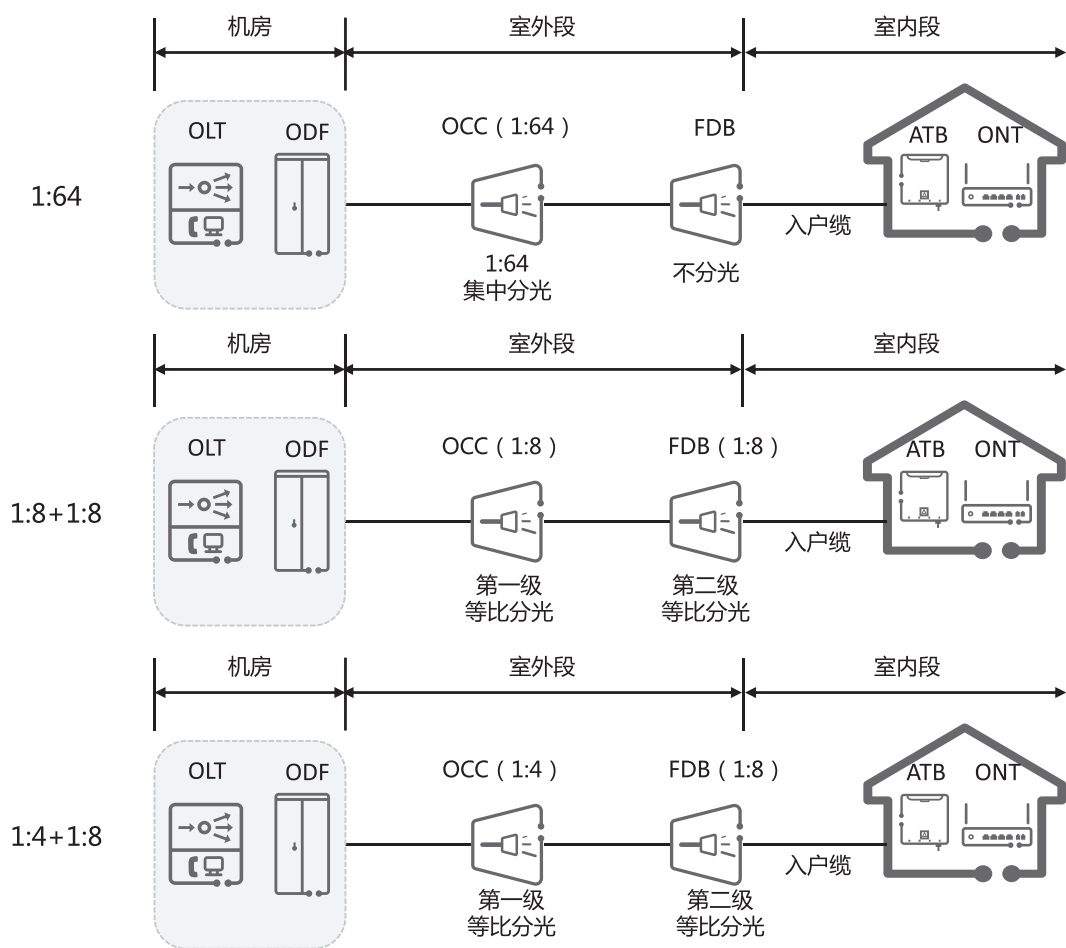 机房 室外段 室内段
OLT ODF OCC（1:64） FDB ATB ONT
1:64
入户缆
1:64
集中分光
不分光
机房 室外段 室内段
OLT ODF OCC（1:8） FDB（1:8） ATB ONT
1:8+1:8
入户缆
第一级
等比分光
第二级
等比分光
机房 室外段 室内段
OLT ODF OCC（1:4） FDB（1:8） ATB ONT
1:4+1:8
入户缆
第一级
等比分光
第二级
等比分光